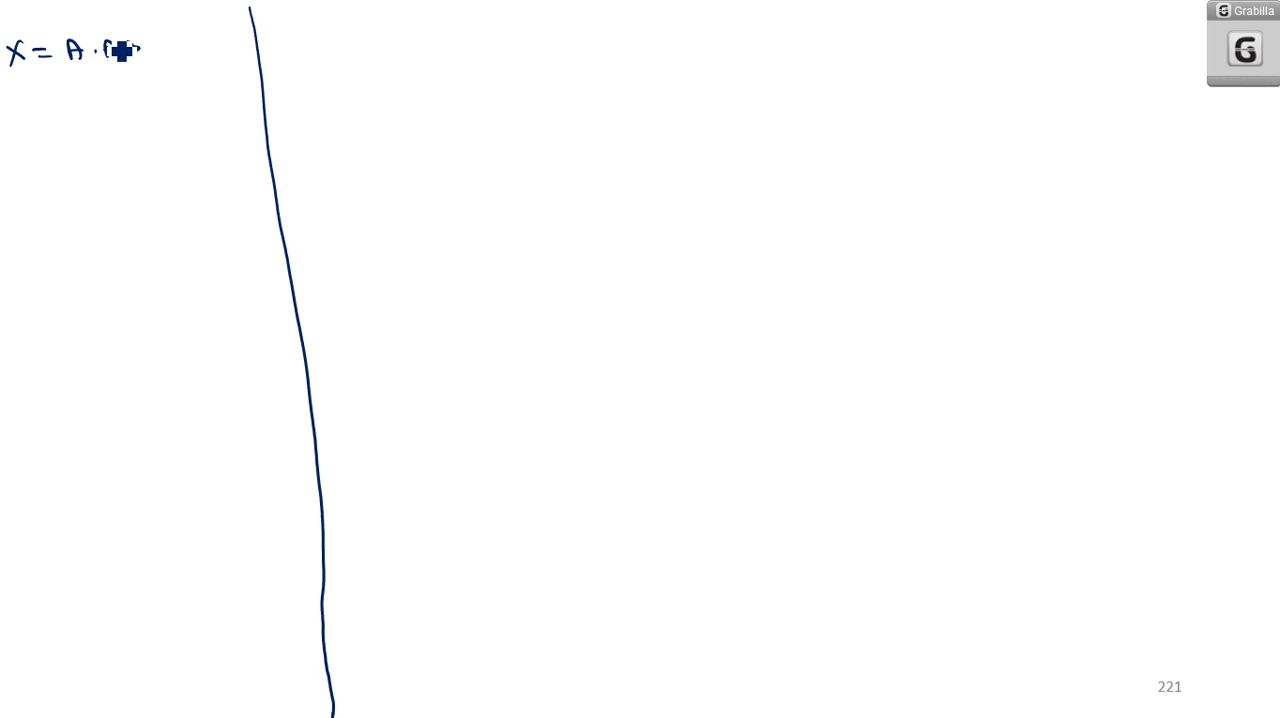 X = A .
Grabilla
G
221